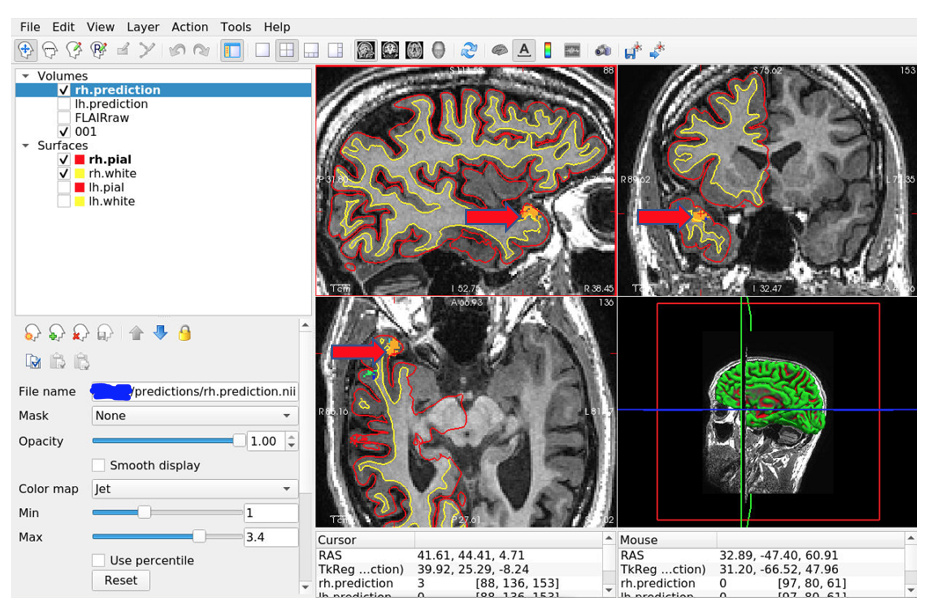 File Edit View Layer Action Tools Help
Volumes
rh.prediction
lh.prediction
FLAIRraw
001
Surfaces
rh.pial
rh.white
lh.pial
lh.white
File name /predictions/rh.prediction.nii
Mask None
Opacity 1.00
Smooth display
Color map Jet
Min 1
Max 3.4
Use percentile
Reset
88
R 38.45
S 75.62 153
I 32.47
A 66.93 136
P 27.61
Cursor
RAS 41.61, 44.41, 4.71
TkReg ...ction) 39.92, 25.29, -8.24
rh.prediction 3 [88, 136, 153]
lh.prediction 0 [88, 136, 153]
Mouse
RAS 32.89, -47.40, 60.91
TkReg ...ction) 31.20, -66.52, 47.96
rh.prediction 0 [97, 80, 61]
lh.prediction 0 [97, 80, 61]